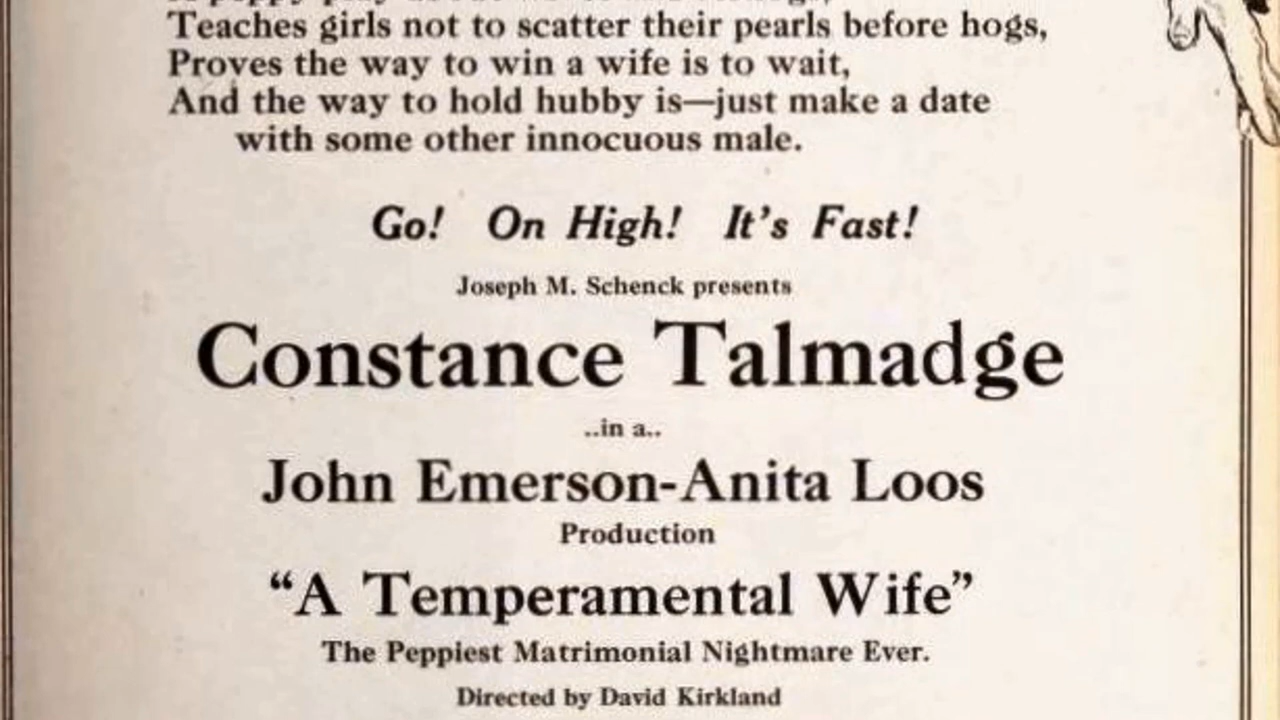 Teaches girls not to scatter their pearls before hogs,
Proves the way to win a wife is to wait,
And the way to hold hubby is—just make a date
with some other innocuous male.
Go! On High! It's Fast!
Joseph M. Schenck presents
Constance Talmadge
..in a..
John Emerson-Anita Loos
Production
“A Temperamental Wife”
The Peppiest Matrimonial Nightmare Ever.
Directed by David Kirkland